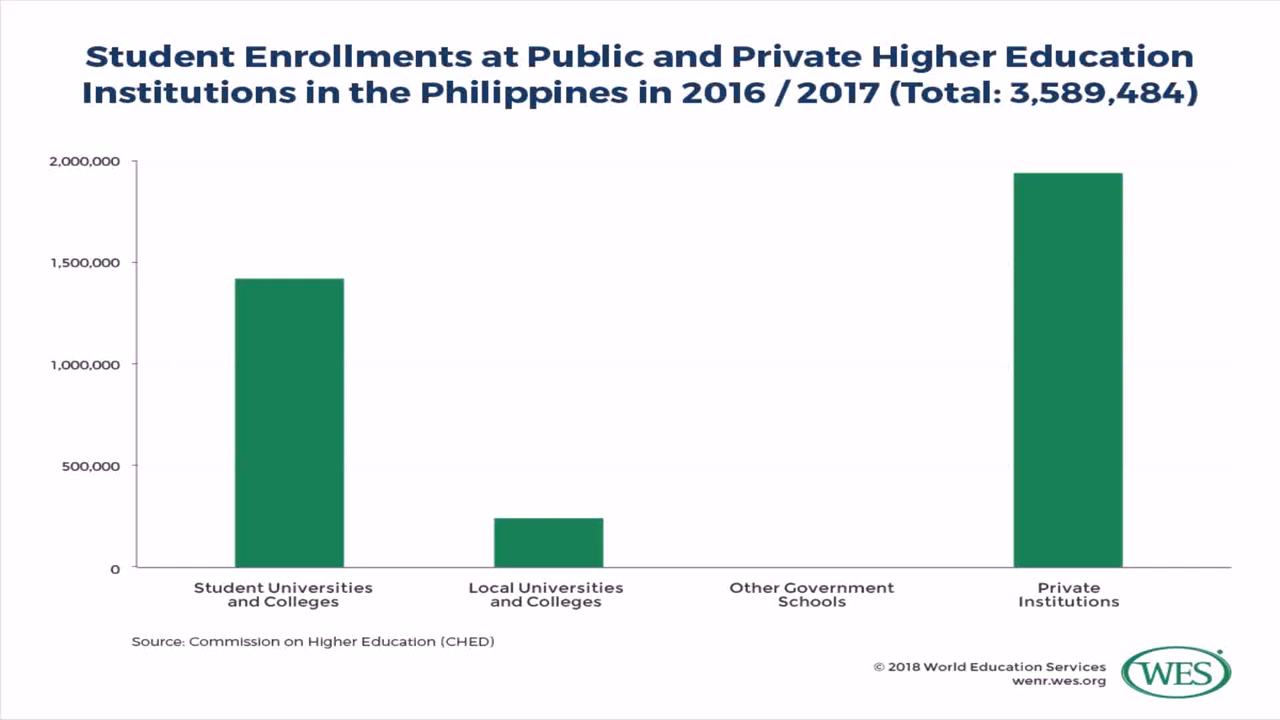 Student Enrollments at Public and Private Higher Education
Institutions in the Philippines in 2016 / 2017 (Total: 3,589,484)
2,000,000
1,500,000
1,000,000
500,000
0
Student Universities
and Colleges
Local Universities
and Colleges
Other Government
Schools
Private
Institutions
Source: Commission on Higher Education (CHED)
© 2018 World Education Services
wenr.wes.org
WES